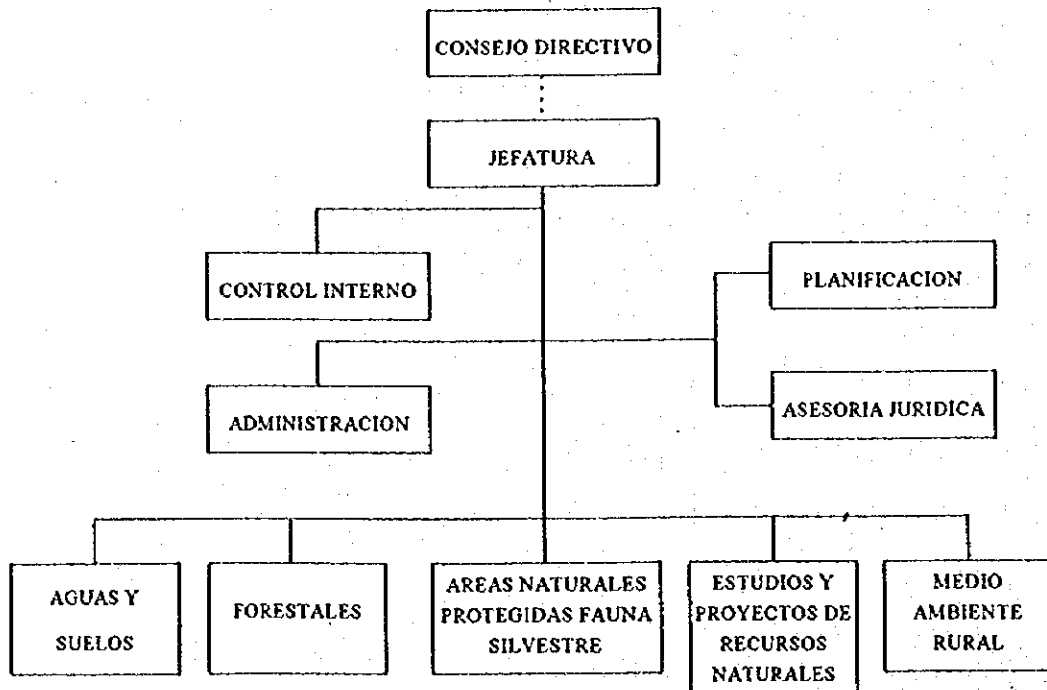 CONSEJO DIRECTIVO
JEFATURA
CONTROL INTERNO
PLANIFICACION
ADMINISTRACION
ASESORIA JURIDICA
AGUAS Y
SUELOS
FORESTALES
AREAS NATURALES
PROTEGIDAS FAUNA
SILVESTRE
ESTUDIOS Y
PROYECTOS DE
RECURSOS
NATURALES
MEDIO
AMBIENTE
RURAL